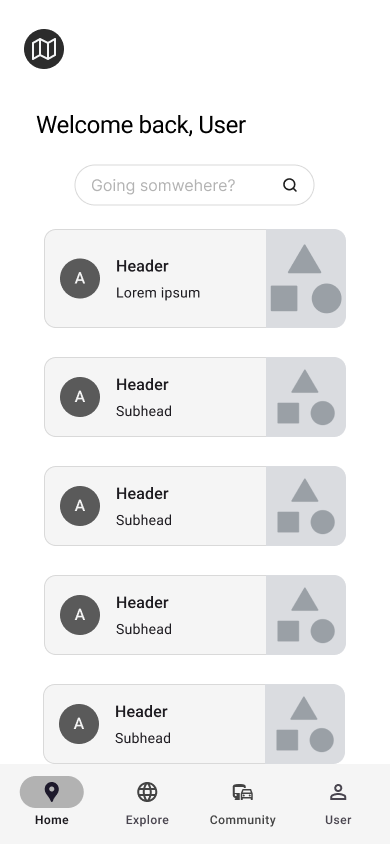 Welcome back, User
Going somwehere?
A
Header
Lorem ipsum
A
Header
Subhead
A
Header
Subhead
A
Header
Subhead
A
Header
Subhead
Home
Explore
Community
User